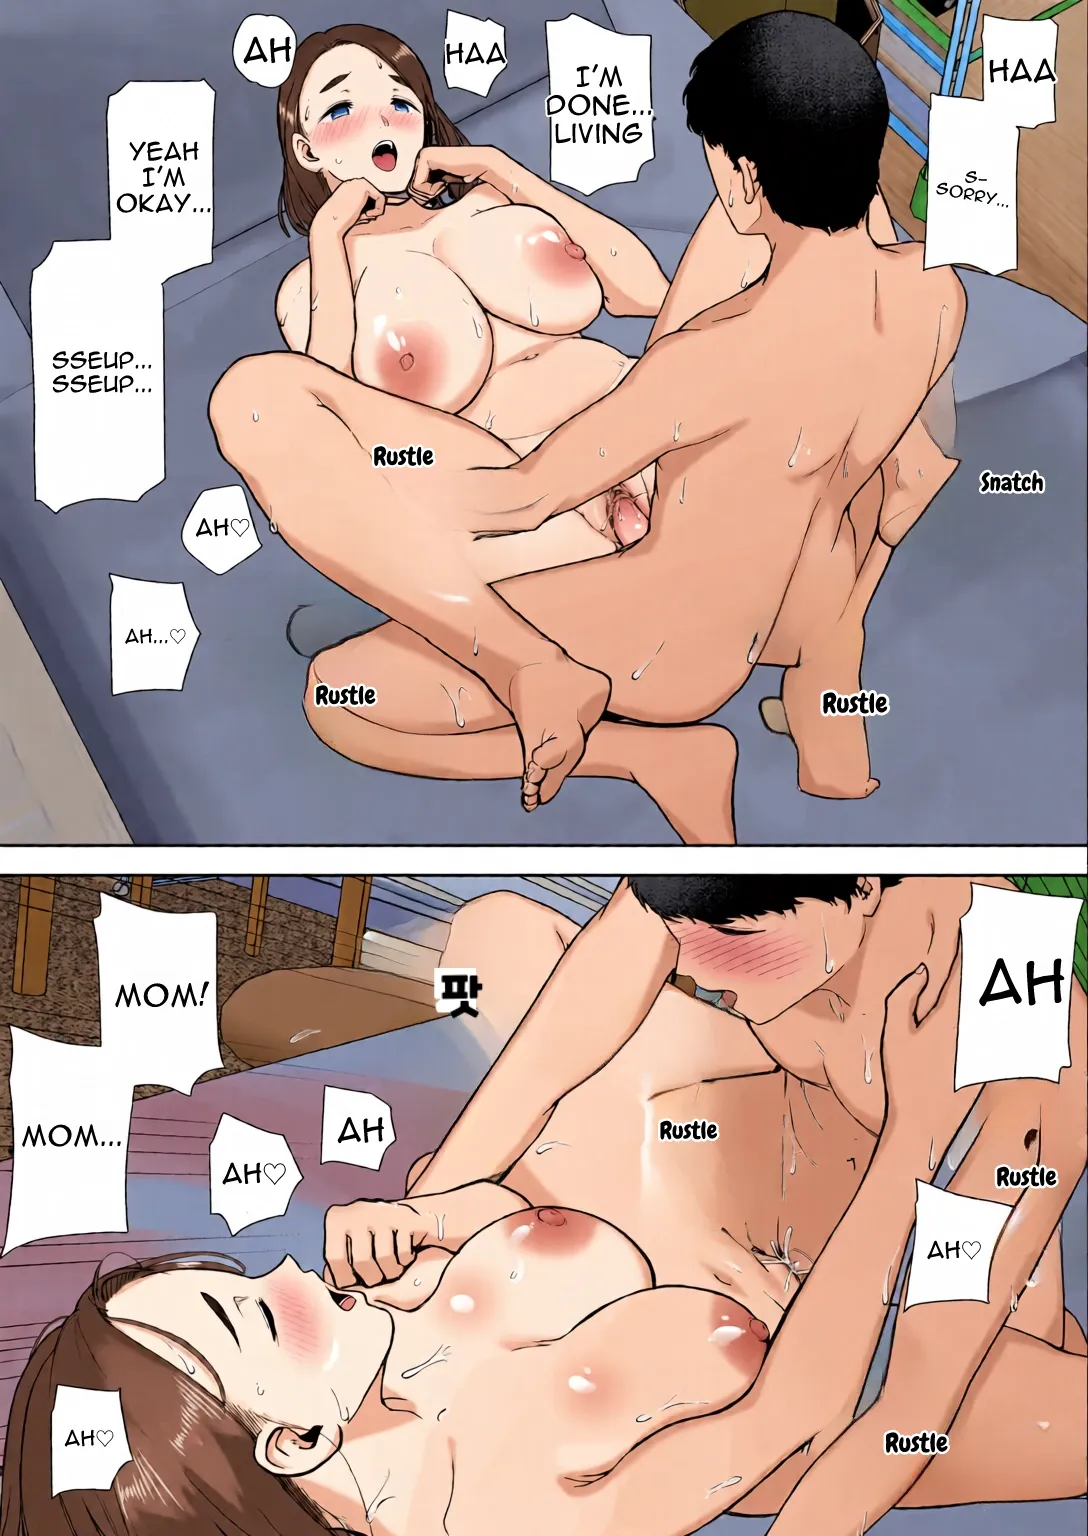 AH
HAA
I'M
DONE...
LIVING
HAA
S-
SORRY...
YEAH
I'M
OKAY...
SSEUP...
SSEUP...
Rustle
Snatch
AH♡
AH...♡
Rustle
Rustle
MOM!
팟
AH
MOM...
AH
AH♡
Rustle
Rustle
AH♡
AH♡
Rustle